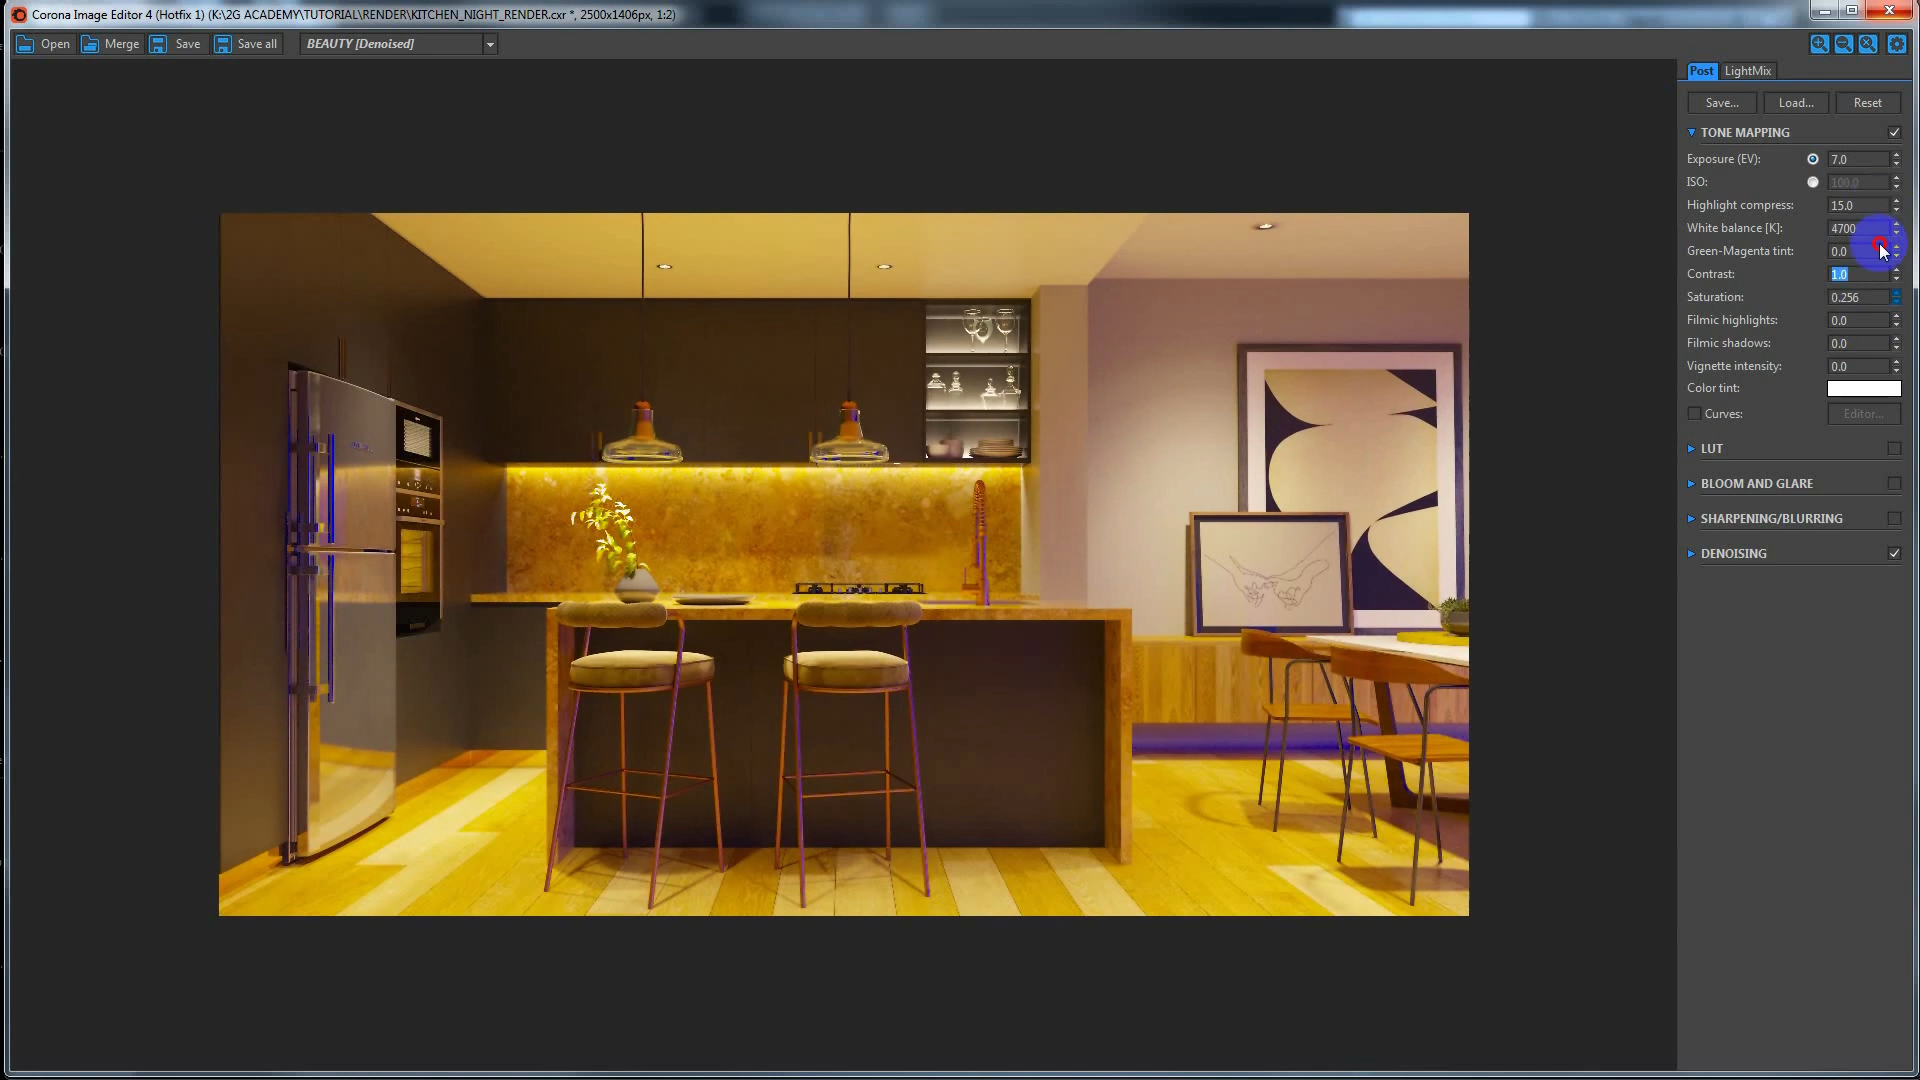 Corona Image Editor 4 (Hotfix 1) (K:\2G ACADEMY\TUTORIAL\RENDER\KITCHEN_NIGHT_RENDER.cxr *, 2500x1406px, 1:2)
Open Merge Save Save all BEAUTY [Denoised]
Post LightMix
Save... Load... Reset
TONE MAPPING
Exposure (EV): 7.0
ISO: 100.0
Highlight compress: 15.0
White balance [K]: 4700
Green-Magenta tint: 0.0
Contrast: 1.0
Saturation: 0.256
Filmic highlights: 0.0
Filmic shadows: 0.0
Vignette intensity: 0.0
Color tint:
Curves: Editor...
LUT
BLOOM AND GLARE
SHARPENING/BLURRING
DENOISING